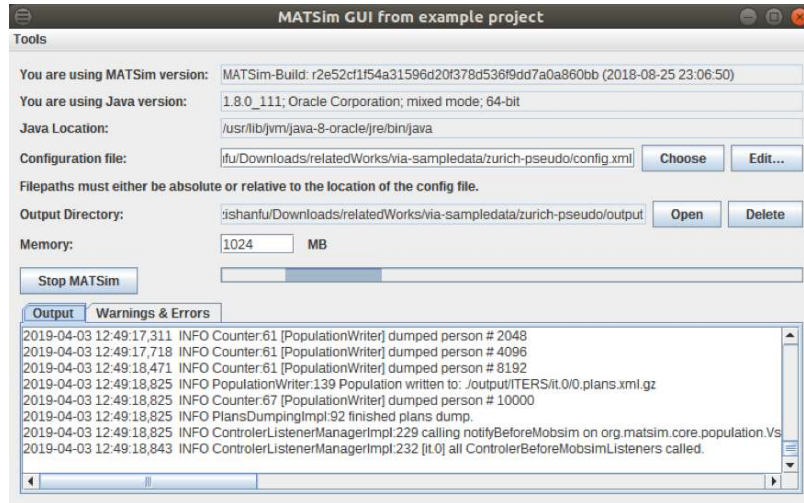 MATSim GUI from example project
Tools
You are using MATSim version: MATSim-Build: r2e52cf1f54a31596d20f378d536f9dd7a0a860bb (2018-08-25 23:06:50)
You are using Java version: 1.8.0_111; Oracle Corporation; mixed mode; 64-bit
Java Location: /usr/lib/jvm/java-8-oracle/jre/bin/java
Configuration file: ifu/Downloads/relatedWorks/via-sampledata/zurich-pseudo/config.xml Choose Edit...
Filepaths must either be absolute or relative to the location of the config file.
Output Directory: zishanfu/Downloads/relatedWorks/via-sampledata/zurich-pseudo/output Open Delete
Memory: 1024 MB
Stop MATSim
Output Warnings & Errors
2019-04-03 12:49:17,311 INFO Counter:61 [PopulationWriter] dumped person # 2048
2019-04-03 12:49:17,718 INFO Counter:61 [PopulationWriter] dumped person # 4096
2019-04-03 12:49:18,471 INFO Counter:61 [PopulationWriter] dumped person # 8192
2019-04-03 12:49:18,825 INFO PopulationWriter:139 Population written to: ./output/ITERS/it.0/0.plans.xml.gz
2019-04-03 12:49:18,825 INFO Counter:67 [PopulationWriter] dumped person # 10000
2019-04-03 12:49:18,825 INFO PlansDumpingImpl:92 finished plans dump.
2019-04-03 12:49:18,825 INFO ControlerListenerManagerImpl:229 calling notifyBeforeMobsim on org.matsim.core.population.Vs
2019-04-03 12:49:18,843 INFO ControlerListenerManagerImpl:232 [it.0] all ControlerBeforeMobsimListeners called.